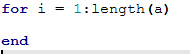 for i = 1:length(a)
end